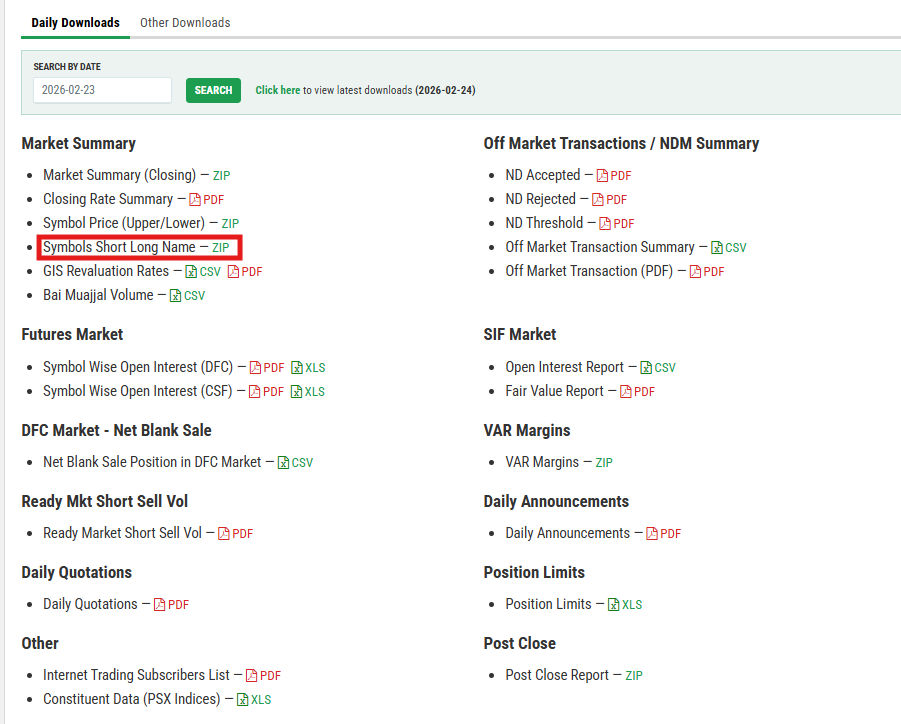 Daily Downloads Other Downloads
SEARCH BY DATE
2026-02-23 SEARCH Click here to view latest downloads (2026-02-24)
Market Summary
Market Summary (Closing) – ZIP
Closing Rate Summary – PDF
Symbol Price (Upper/Lower) – ZIP
Symbols Short Long Name – ZIP
GIS Revaluation Rates – CSV PDF
Bai Muajjal Volume – CSV
Off Market Transactions / NDM Summary
ND Accepted – PDF
ND Rejected – PDF
ND Threshold – PDF
Off Market Transaction Summary – CSV
Off Market Transaction (PDF) – PDF
Futures Market
Symbol Wise Open Interest (DFC) – PDF XLS
Symbol Wise Open Interest (CSF) – PDF XLS
SIF Market
Open Interest Report – CSV
Fair Value Report – PDF
DFC Market - Net Blank Sale
Net Blank Sale Position in DFC Market – CSV
VAR Margins
VAR Margins – ZIP
Ready Mkt Short Sell Vol
Ready Market Short Sell Vol – PDF
Daily Announcements
Daily Announcements – PDF
Daily Quotations
Daily Quotations – PDF
Position Limits
Position Limits – XLS
Other
Internet Trading Subscribers List – PDF
Constituent Data (PSX Indices) – XLS
Post Close
Post Close Report – ZIP